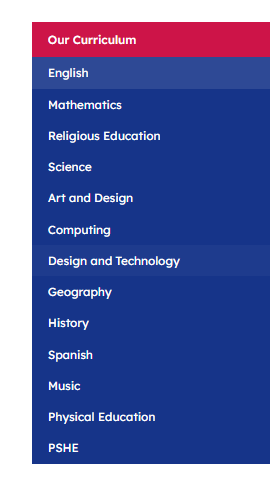 Our Curriculum
English
Mathematics
Religious Education
Science
Art and Design
Computing
Design and Technology
Geography
History
Spanish
Music
Physical Education
PSHE